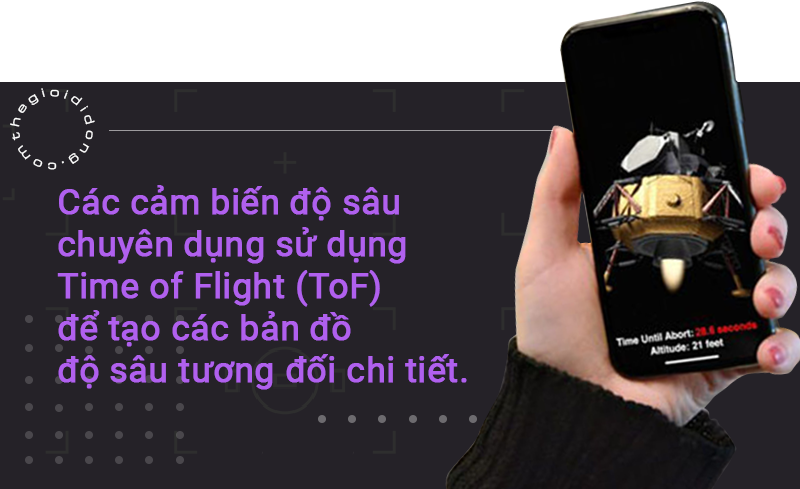 thegioididong.com
Các cảm biến độ sâu
chuyên dụng sử dụng
Time of Flight (ToF)
để tạo các bản đồ
độ sâu tương đối chi tiết.
Time Until Abort: 28.6 seconds
Altitude: 21 feet